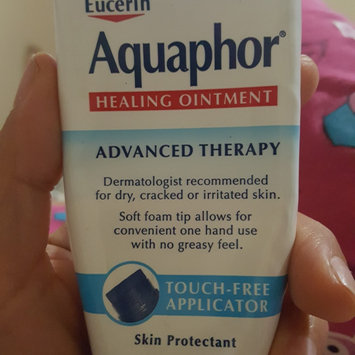 Eucerin
Aquaphor®
HEALING OINTMENT
ADVANCED THERAPY
Dermatologist recommended
for dry, cracked or irritated skin.
Soft foam tip allows for
convenient one hand use
with no greasy feel.
TOUCH-FREE
APPLICATOR
Skin Protectant